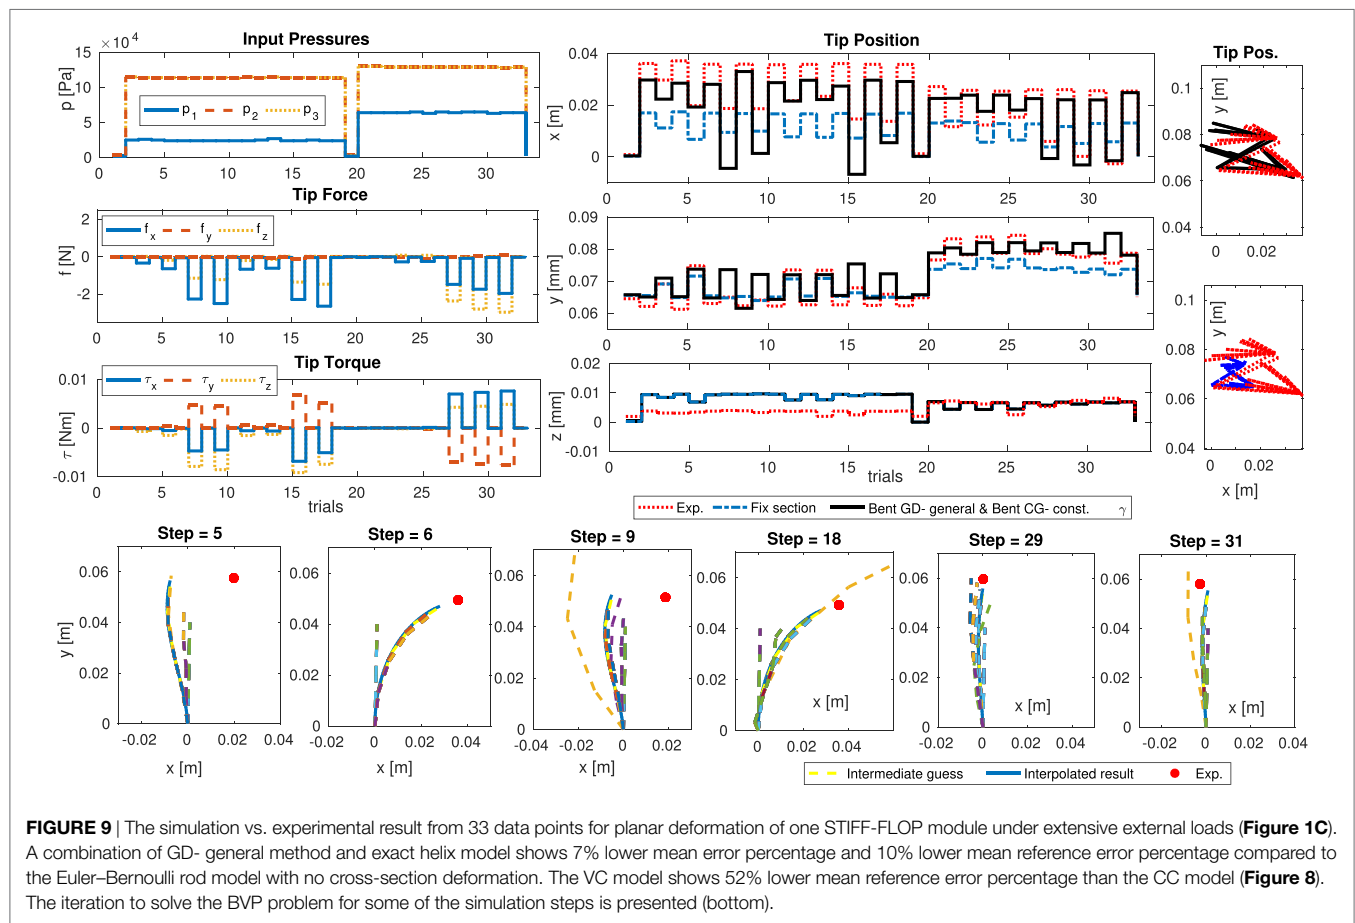 Input Pressures
×10⁴
15
10
5
0
p [Pa]
p₁ p₂ p₃
0 5 10 15 20 25 30
Tip Force
2
0
-2
f [N]
fₓ f_y f_z
0 5 10 15 20 25 30
Tip Torque
0.01
0
-0.01
τ [Nm]
τₓ τ_y τ_z
0 5 10 15 20 25 30
trials
Tip Position
0.04
0.02
0
x [m]
0 5 10 15 20 25 30
0.09
0.08
0.07
0.06
y [mm]
0 5 10 15 20 25 30
0.02
0.01
0
-0.01
z [mm]
0 5 10 15 20 25 30
trials
Exp. Fix section Bent GD- general & Bent CG- const. γ
Tip Pos.
0.1
0.08
0.06
0.04
y [m]
0 0.02
0.1
0.08
0.06
0.04
y [m]
0 0.02
x [m]
Step = 5
0.06
0.04
0.02
0
y [m]
-0.02 0 0.02 0.04
x [m]
Step = 6
0.06
0.04
0.02
0
-0.02 0 0.02 0.04 0.06
x [m]
Step = 9
0.06
0.04
0.02
0
-0.04 -0.02 0 0.02 0.04
x [m]
Step = 18
0.06
0.04
0.02
0
0 0.02 0.04 0.06
x [m]
Step = 29
0.06
0.04
0.02
0
-0.02 0 0.02 0.04
x [m]
Step = 31
0.06
0.04
0.02
0
-0.02 0 0.02 0.04
x [m]
Intermediate guess Interpolated result Exp.
FIGURE 9 | The simulation vs. experimental result from 33 data points for planar deformation of one STIFF-FLOP module under extensive external loads (Figure 1C).
A combination of GD- general method and exact helix model shows 7% lower mean error percentage and 10% lower mean reference error percentage compared to
the Euler–Bernoulli rod model with no cross-section deformation. The VC model shows 52% lower mean reference error percentage than the CC model (Figure 8).
The iteration to solve the BVP problem for some of the simulation steps is presented (bottom).